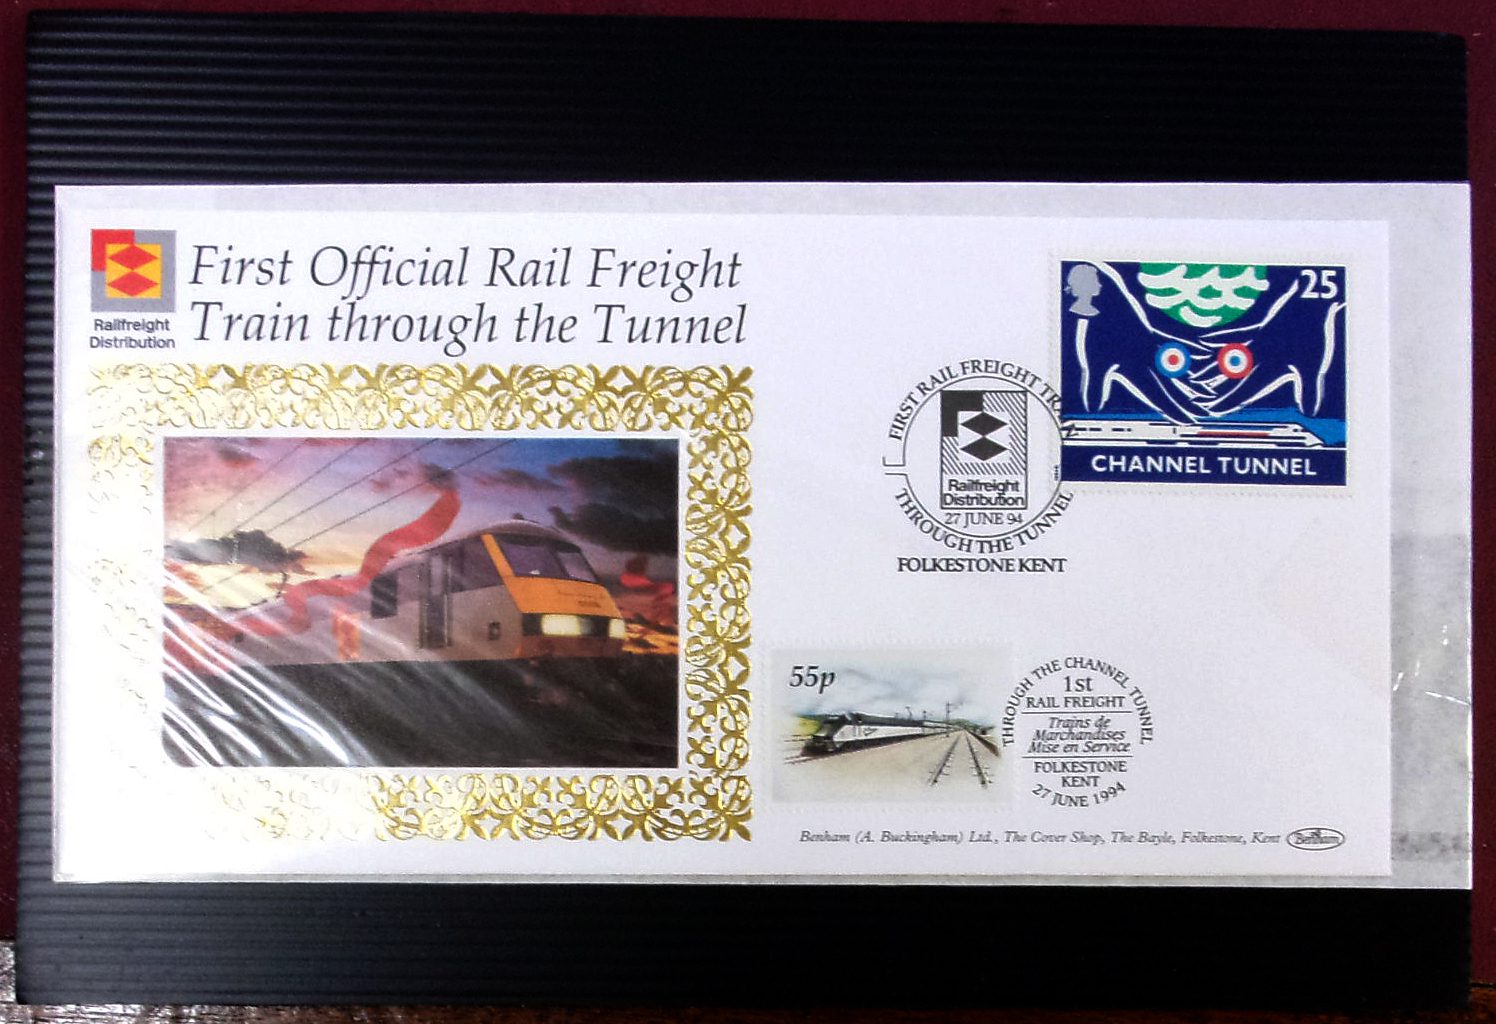 First Official Rail Freight
Train through the Tunnel
Railfreight
Distribution
25
CHANNEL TUNNEL
FIRST RAIL FREIGHT TRA
Railfreight
Distribution
27 JUNE 94
THROUGH THE TUNNEL
FOLKESTONE KENT
55p
THROUGH THE CHANNEL TUNNEL
1st
RAIL FREIGHT
Trains de
Marchandises
Mise en Service
FOLKESTONE
KENT
27 JUNE 1994
Benham (A. Buckingham) Ltd., The Cover Shop, The Bayle, Folkestone, Kent
Benham